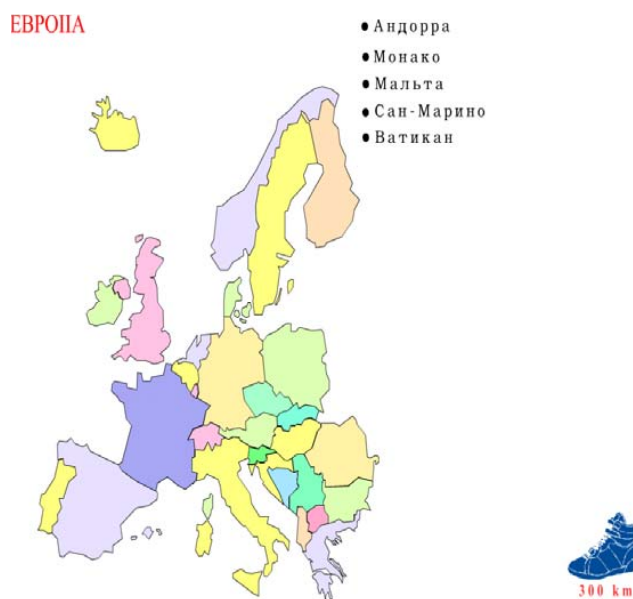 ЕВРОПА
Андорра
Монако
Мальта
Сан-Марино
Ватикан
300 km